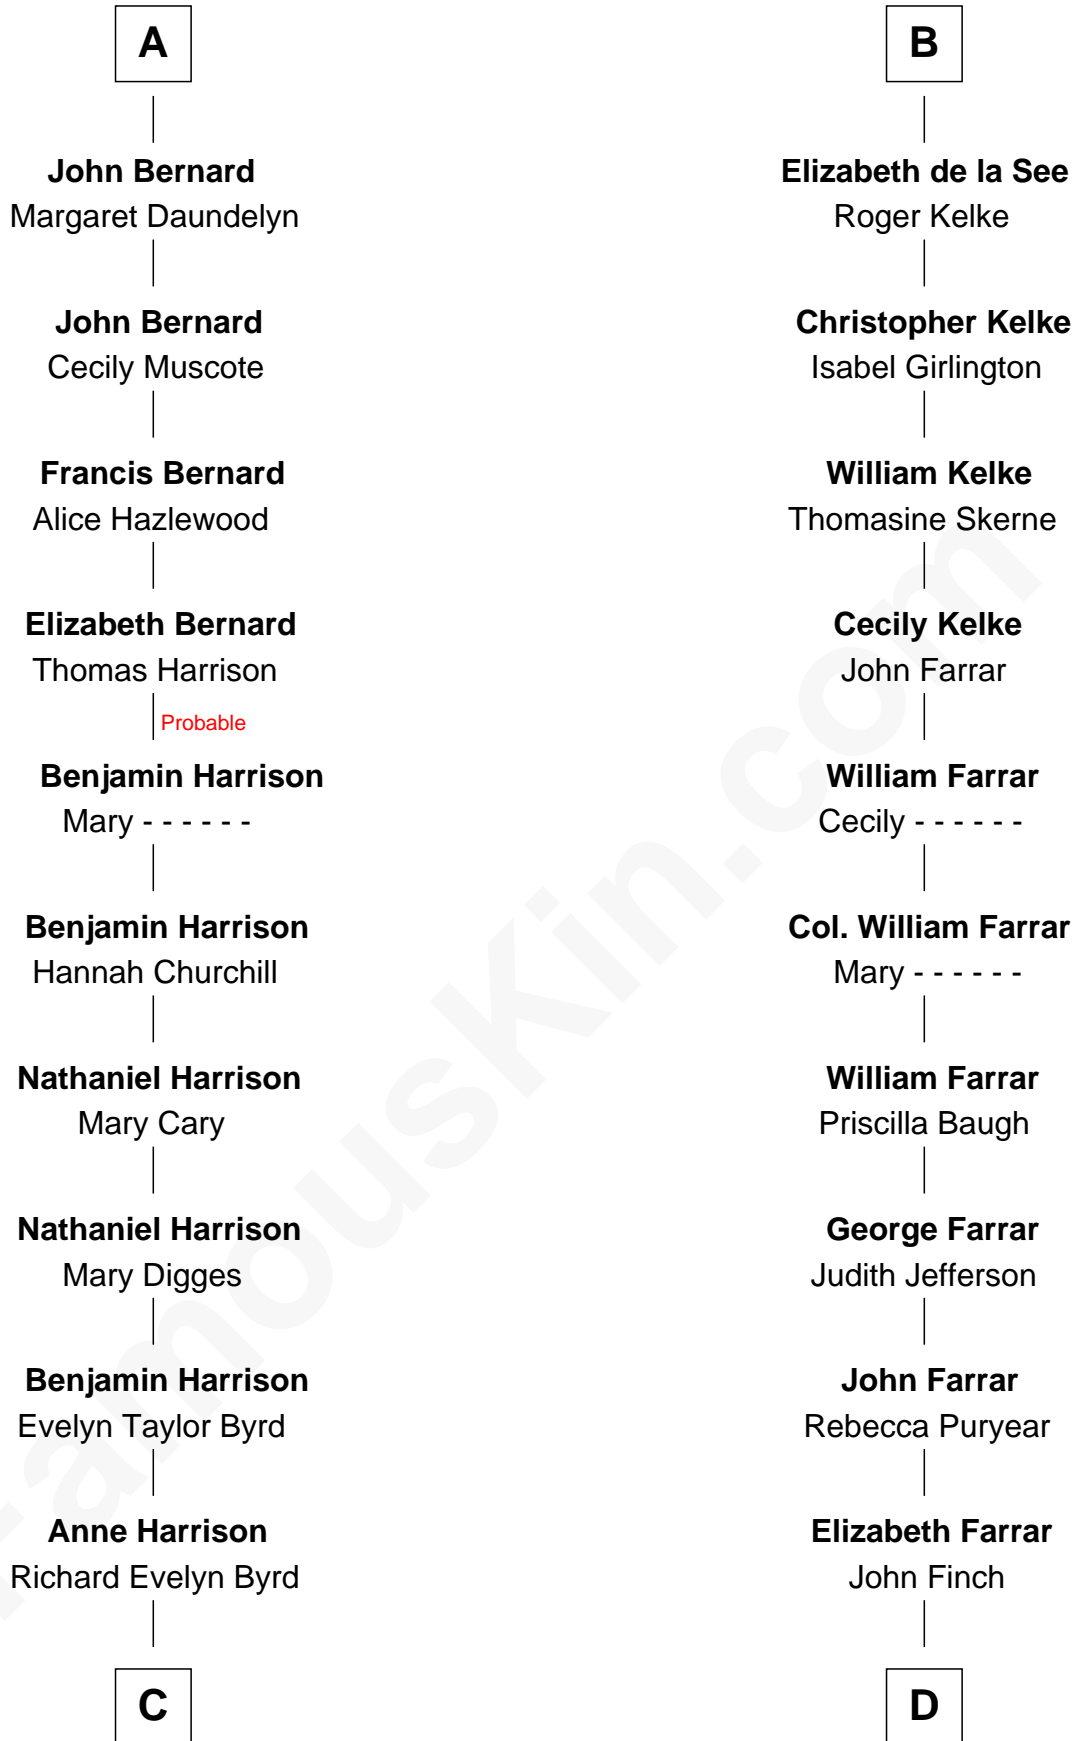 A
John Bernard
Margaret Daundelyn
John Bernard
Cecily Muscote
Francis Bernard
Alice Hazlewood
Elizabeth Bernard
Thomas Harrison
Probable
Benjamin Harrison
Mary - - - - - -
Benjamin Harrison
Hannah Churchill
Nathaniel Harrison
Mary Cary
Nathaniel Harrison
Mary Digges
Benjamin Harrison
Evelyn Taylor Byrd
Anne Harrison
Richard Evelyn Byrd
C
B
Elizabeth de la See
Roger Kelke
Christopher Kelke
Isabel Girlington
William Kelke
Thomasine Skerne
Cecily Kelke
John Farrar
William Farrar
Cecily - - - - - -
Col. William Farrar
Mary - - - - - -
William Farrar
Priscilla Baugh
George Farrar
Judith Jefferson
John Farrar
Rebecca Puryear
Elizabeth Farrar
John Finch
D
FamousKin.com